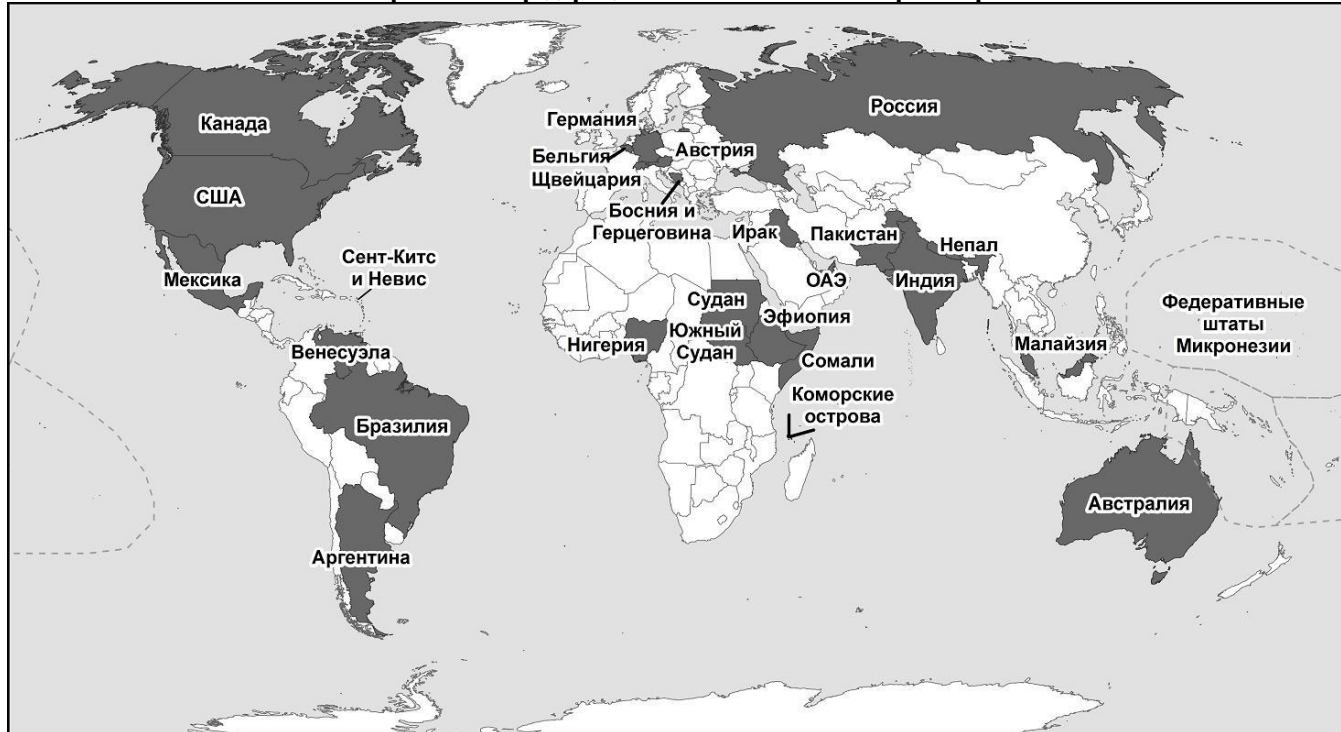 Россия
Канада
Германия
Австрия
Бельгия
Щвейцария
США
Босния и
Герцеговина
Ирак
Пакистан
Непал
Сент-Китс
и Невис
Мексика
ОАЭ
Индия
Судан
Федеративные
штаты
Микронезии
Эфиопия
Южный
Судан
Нигерия
Малайзия
Венесуэла
Сомали
Коморские
острова
Бразилия
Австралия
Аргентина